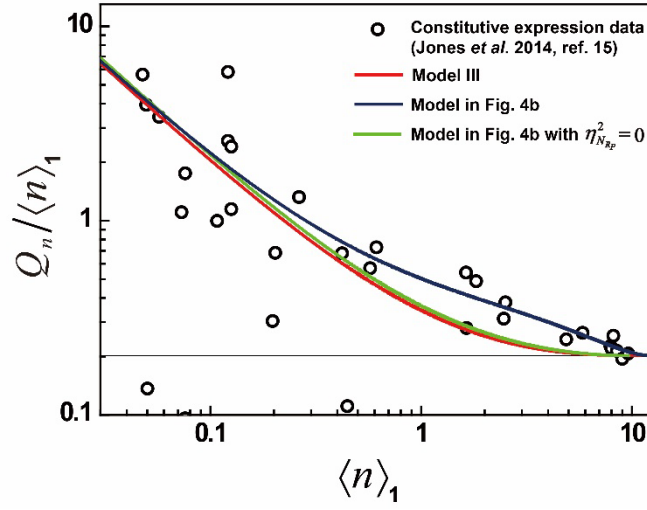 Constitutive expression data
(Jones et al. 2014, ref. 15)
Model III
Model in Fig. 4b
Model in Fig. 4b with η²_{N_{Rp}}=0
10
1
0.1
Q_n/⟨n⟩_1
0.1
1
10
⟨n⟩_1